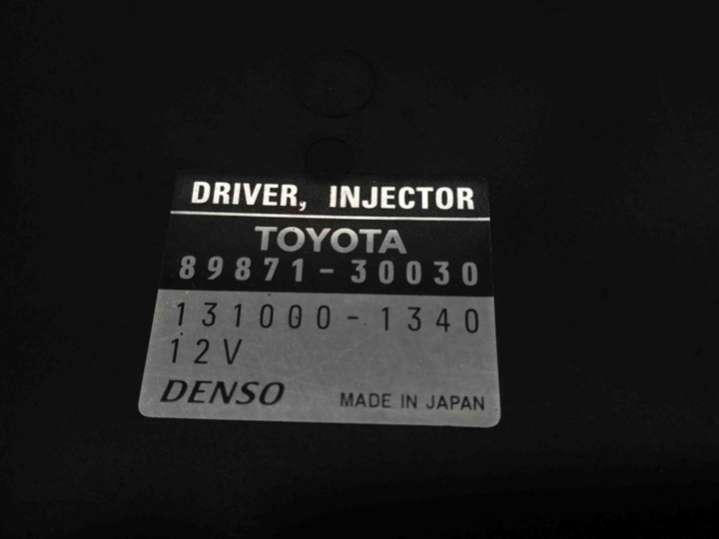 DRIVER, INJECTOR
TOYOTA
89871-30030
131000-1340
12V
DENSO MADE IN JAPAN